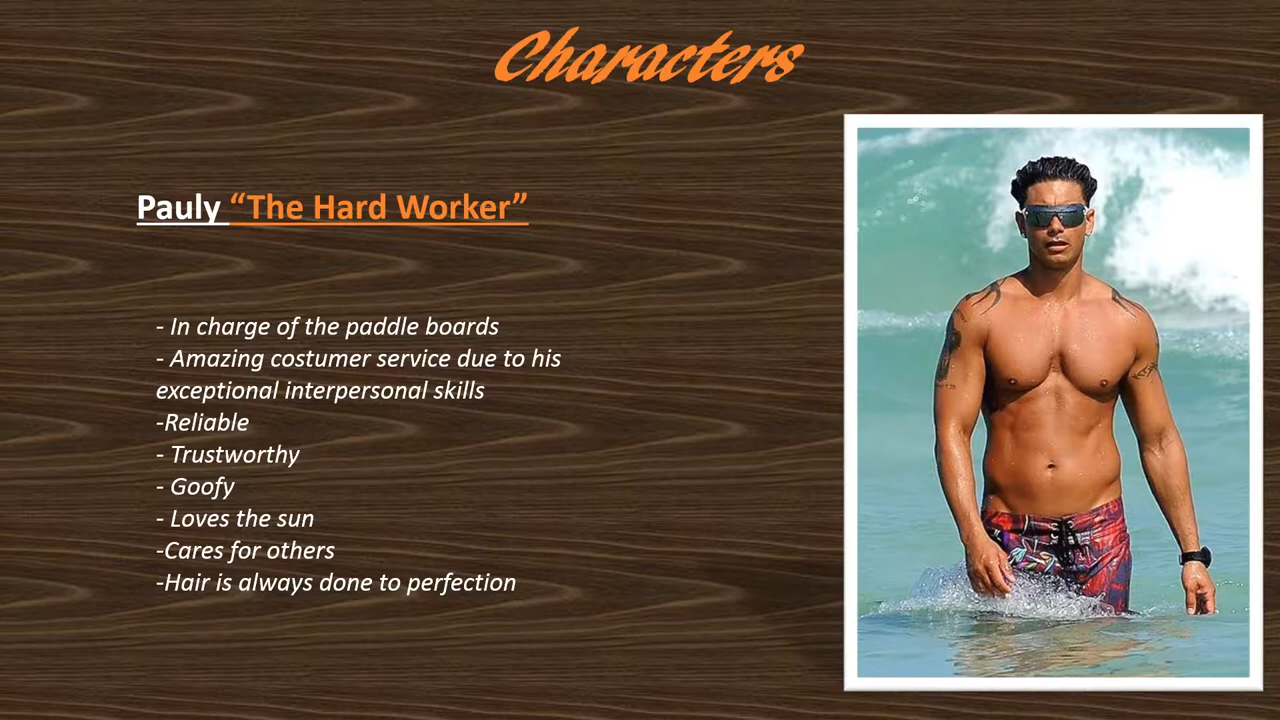 Characters
Pauly “The Hard Worker”
- In charge of the paddle boards
- Amazing costumer service due to his
exceptional interpersonal skills
-Reliable
- Trustworthy
- Goofy
- Loves the sun
-Cares for others
-Hair is always done to perfection